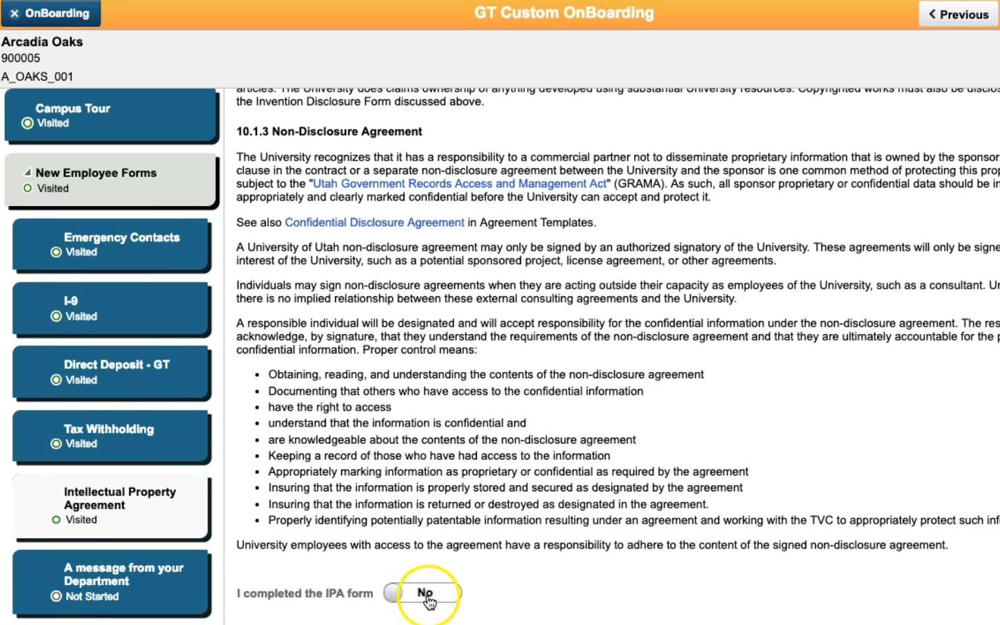 OnBoarding
GT Custom OnBoarding
Previous
Arcadia Oaks
900005
A_OAKS_001
Campus Tour
Visited
New Employee Forms
Visited
Emergency Contacts
Visited
I-9
Visited
Direct Deposit - GT
Visited
Tax Withholding
Visited
Intellectual Property
Agreement
Visited
A message from your
Department
Not Started
articles. The University does claims ownership of anything developed using substantial University resources. Copyrighted works must also be
the Invention Disclosure Form discussed above.
10.1.3 Non-Disclosure Agreement
The University recognizes that it has a responsibility to a commercial partner not to disseminate proprietary information that is owned by the sponsor.
clause in the contract or a separate non-disclosure agreement between the University and the sponsor is one common method of protecting this
subject to the "Utah Government Records Access and Management Act" (GRAMA). As such, all sponsor proprietary or confidential data should be
appropriately and clearly marked confidential before the University can accept and protect it.
See also Confidential Disclosure Agreement in Agreement Templates.
A University of Utah non-disclosure agreement may only be signed by an authorized signatory of the University. These agreements will only be
interest of the University, such as a potential sponsored project, license agreement, or other agreements.
Individuals may sign non-disclosure agreements when they are acting outside their capacity as employees of the University, such as a consultant.
there is no implied relationship between these external consulting agreements and the University.
A responsible individual will be designated and will accept responsibility for the confidential information under the non-disclosure agreement. The
acknowledge, by signature, that they understand the requirements of the non-disclosure agreement and that they are ultimately accountable for the
confidential information. Proper control means:
• Obtaining, reading, and understanding the contents of the non-disclosure agreement
• Documenting that others who have access to the confidential information
• have the right to access
• understand that the information is confidential and
• are knowledgeable about the contents of the non-disclosure agreement
• Keeping a record of those who have had access to the information
• Appropriately marking information as proprietary or confidential as required by the agreement
• Insuring that the information is properly stored and secured as designated by the agreement
• Insuring that the information is returned or destroyed as designated in the agreement.
• Properly identifying potentially patentable information resulting under an agreement and working with the TVC to appropriately protect such
University employees with access to the agreement have a responsibility to adhere to the content of the signed non-disclosure agreement.
I completed the IPA form
No